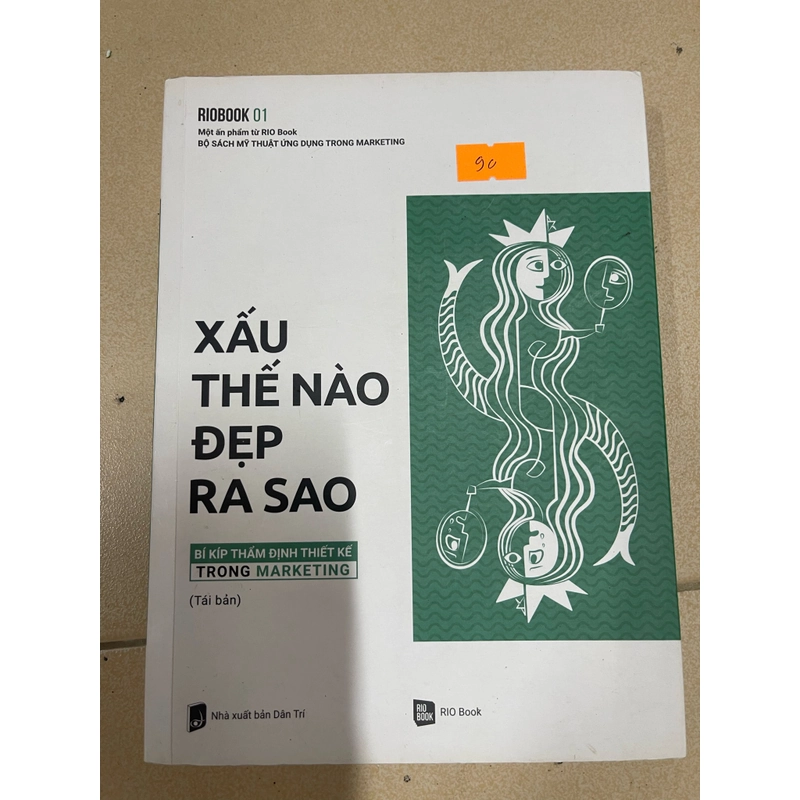 RIOBOOK 01
Một ấn phẩm từ RIO Book
BỘ SÁCH MỸ THUẬT ỨNG DỤNG TRONG MARKETING
90
XẤU
THẾ NÀO
ĐẸP
RA SAO
BÍ KÍP THẨM ĐỊNH THIẾT KẾ
TRONG MARKETING
(Tái bản)
Nhà xuất bản Dân Trí
RIO
BOOK
RIO Book